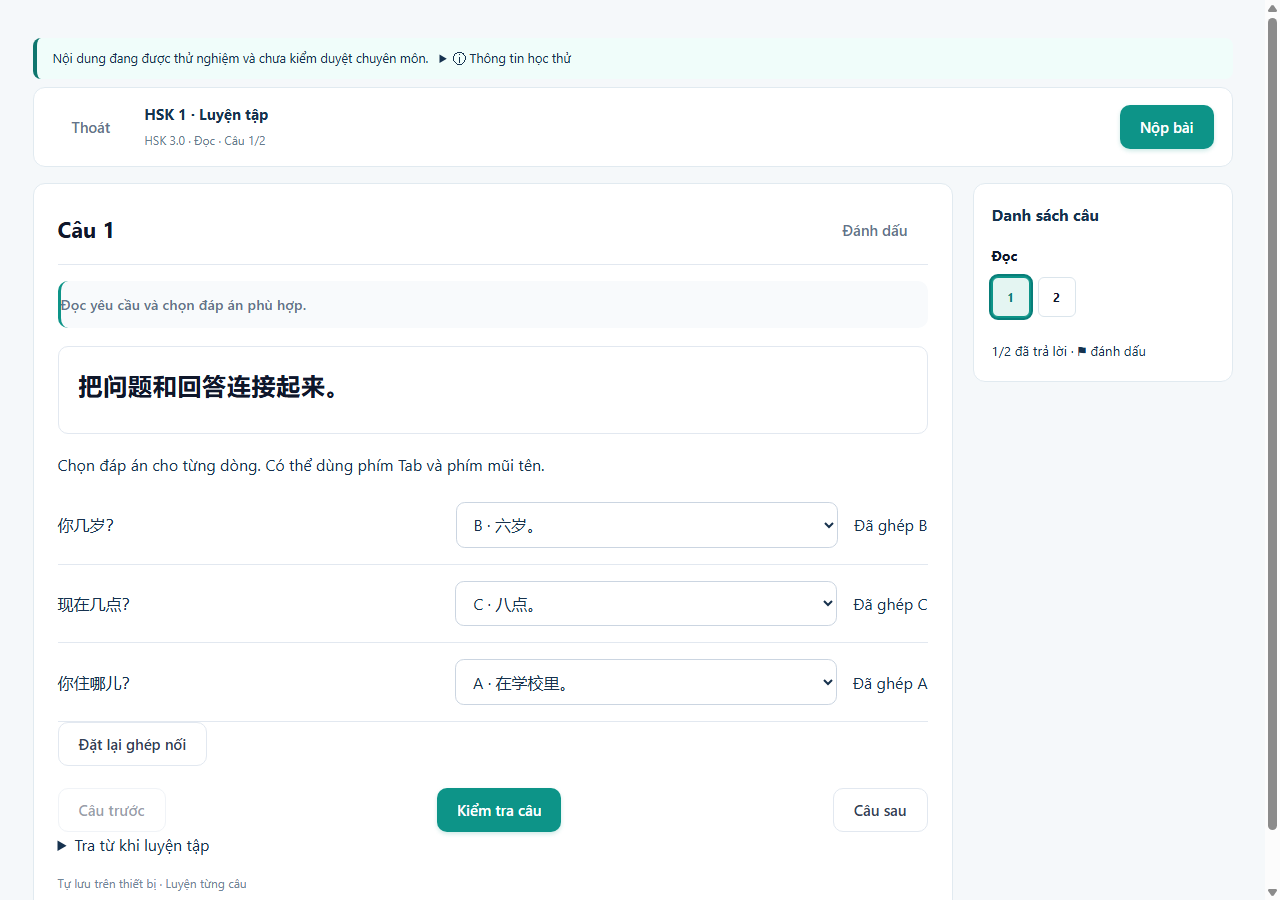 Nội dung đang được thử nghiệm và chưa kiểm duyệt chuyên môn. ▶ ⓘ Thông tin học thử
Thoát
HSK 1 · Luyện tập
HSK 3.0 · Đọc · Câu 1/2
Nộp bài
Câu 1
Đánh dấu
Đọc yêu cầu và chọn đáp án phù hợp.
把问题和回答连接起来。
Chọn đáp án cho từng dòng. Có thể dùng phím Tab và phím mũi tên.
你几岁?
B · 六岁。
Đã ghép B
现在几点?
C · 八点。
Đã ghép C
你住哪儿?
A · 在学校里。
Đã ghép A
Đặt lại ghép nối
Câu trước
Kiểm tra câu
Câu sau
▶ Tra từ khi luyện tập
Tự lưu trên thiết bị · Luyện từng câu
Danh sách câu
Đọc
1
2
1/2 đã trả lời · ⚑ đánh dấu